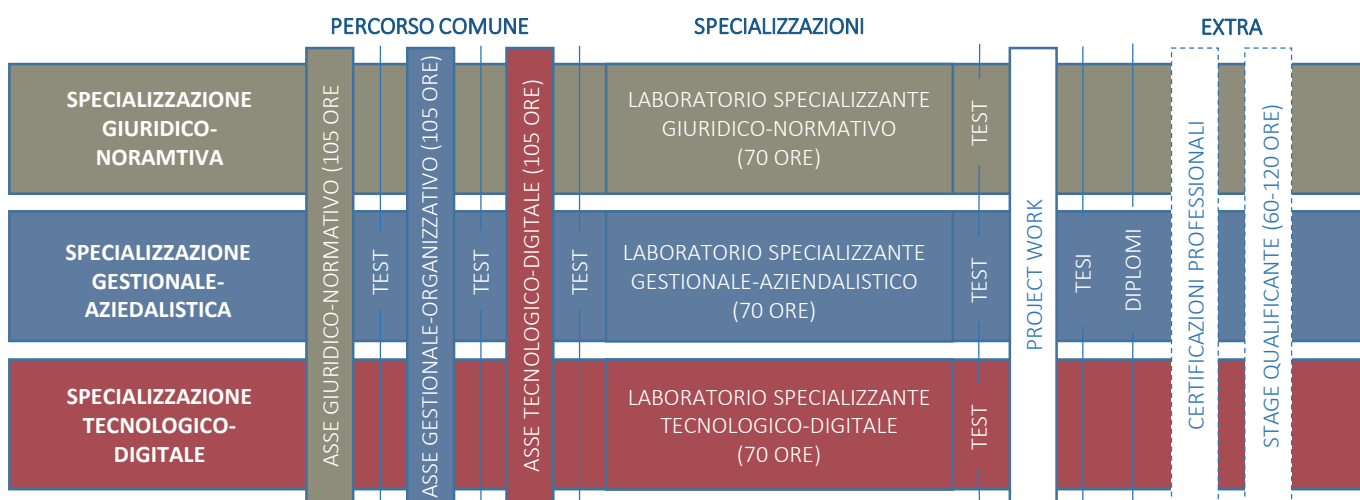 PERCORSO COMUNE
SPECIALIZZAZIONI
EXTRA
SPECIALIZZAZIONE
GIURIDICO-
NORAMTIVA
SPECIALIZZAZIONE
GESTIONALE-
AZIEDALISTICA
SPECIALIZZAZIONE
TECNOLOGICO-
DIGITALE
ASSE GIURIDICO-NORMATIVO (105 ORE
TEST
ASSE GESTIONALE-ORGANIZZATIVO (105 ORE)
TEST
ASSE TECNOLOGICO-DIGITALE (105 ORE)
TEST
LABORATORIO SPECIALIZZANTE
GIURIDICO-NORMATIVO
(70 ORE)
LABORATORIO SPECIALIZZANTE
GESTIONALE-AZIENDALISTICO
(70 ORE)
LABORATORIO SPECIALIZZANTE
TECNOLOGICO-DIGITALE
(70 ORE)
TEST
TEST
TEST
PROJECT WORK
TESI
DIPLOMI
CERTIFICAZIONI PROFESSIONALI
STAGE QUALIFICANTE (60-120 ORE)